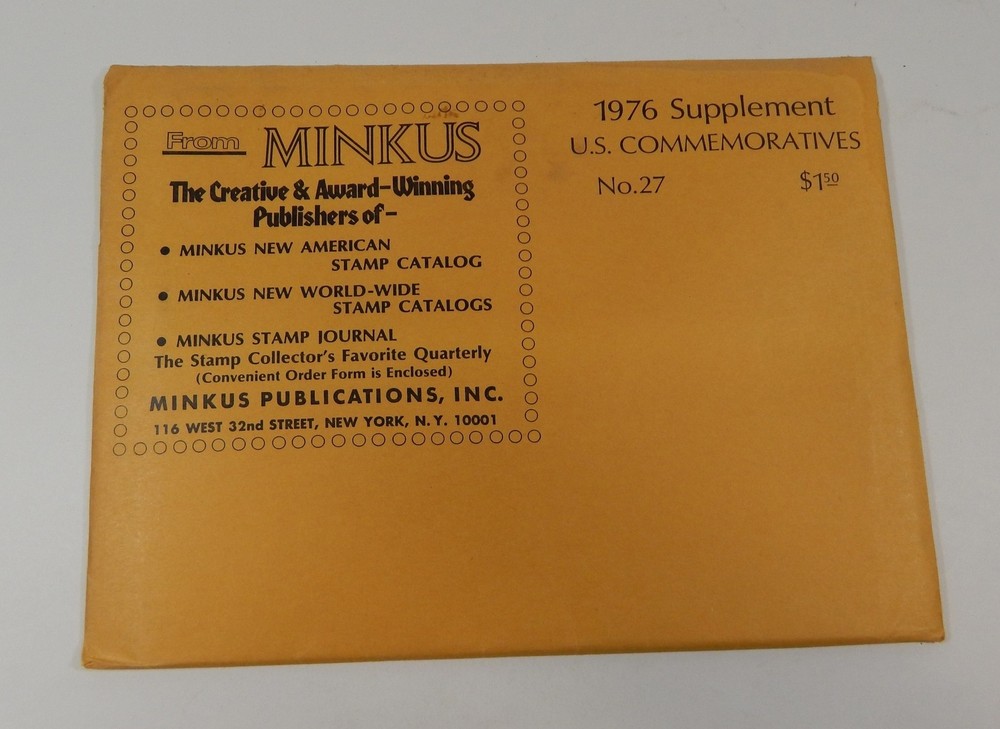 From MINKUS
The Creative & Award-Winning
Publishers of-
• MINKUS NEW AMERICAN
STAMP CATALOG
• MINKUS NEW WORLD-WIDE
STAMP CATALOGS
• MINKUS STAMP JOURNAL
The Stamp Collector's Favorite Quarterly
(Convenient Order Form is Enclosed)
MINKUS PUBLICATIONS, INC.
116 WEST 32nd STREET, NEW YORK, N.Y. 10001
1976 Supplement
U.S. COMMEMORATIVES
No.27 $1.50